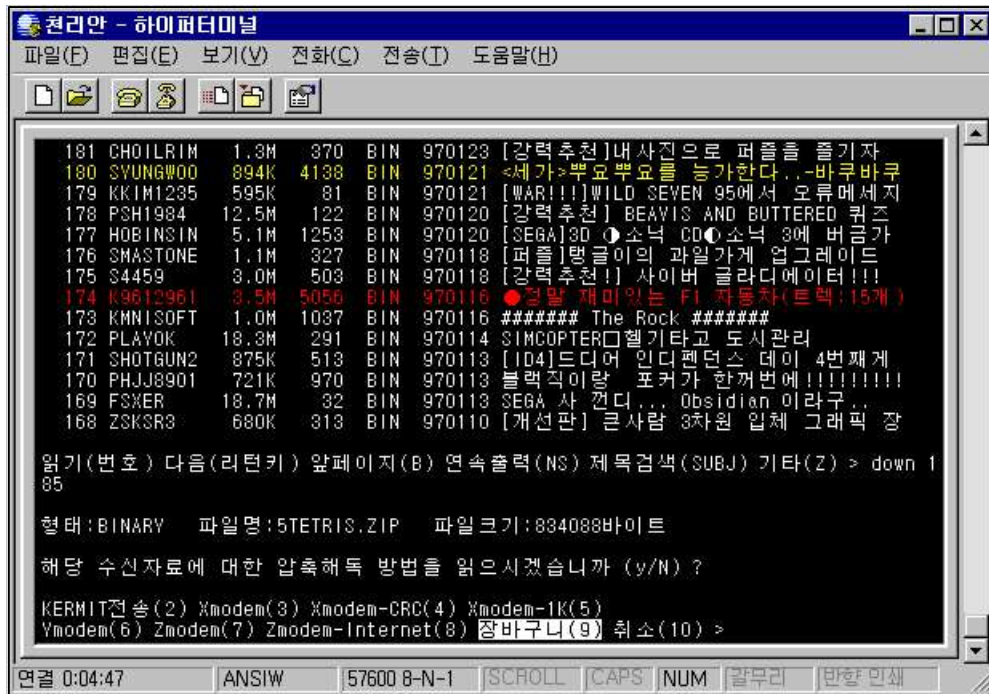 천리안 - 하이퍼터미널
파일(F) 편집(E) 보기(V) 전화(C) 전송(T) 도움말(H)
181 CHOILRIM 1.3M 370 BIN 970123 [강력추천]내사진으로 퍼즐을 즐기자
180 SYUNGWOO 894K 4138 BIN 970121 <세가>뿌요뿌요를 능가한다..-바쿠바쿠
179 KKIM1235 595K 81 BIN 970121 [WAR!!!]WILD SEVEN 95에서 오류메세지
178 PSH1984 12.5M 122 BIN 970120 [강력추천] BEAVIS AND BUTTERED 퀴즈
177 HOBINSIN 5.1M 1253 BIN 970120 [SEGA]3D ◑소닉 CD◐소닉 3에 버금가
176 SMASTONE 1.1M 327 BIN 970118 [퍼즐]탱글이의 과일가게 업그레이드
175 S4459 3.0M 503 BIN 970118 [강력추천!] 사이버 글라디에이터!!!
174 K9612961 3.5M 5056 BIN 970116 ●정말 재미있는 F1 자동차(트랙:15개)
173 KMNISOFT 1.0M 1037 BIN 970116 ####### The Rock #######
172 PLAYOK 18.3M 291 BIN 970114 SIMCOPTER□헬기타고 도시관리
171 SHOTGUN2 875K 513 BIN 970113 [ID4]드디어 인디펜던스 데이 4번째게
170 PHJJ8901 721K 970 BIN 970113 블랙직이랑 포커가 한꺼번에!!!!!!!!!
169 FSXER 18.7M 32 BIN 970113 SEGA 사 껀디... Obsidian 이라구..
168 ZSKSR3 680K 313 BIN 970110 [개선판] 큰사람 3차원 입체 그래픽 장
읽기(번호) 다음(리턴키) 앞페이지(B) 연속출력(NS) 제목검색(SUBJ) 기타(Z) > down 1
85
형태:BINARY 파일명:5TETRIS.ZIP 파일크기:834088바이트
해당 수신자료에 대한 압축해독 방법을 읽으시겠습니까 (y/N) ?
KERMIT전송(2) Xmodem(3) Xmodem-CRC(4) Xmodem-1K(5)
Ymodem(6) Zmodem(7) Zmodem-Internet(8) 장바구니(9) 취소(10) >
연결 0:04:47 ANSIW 57600 8-N-1 SCROLL CAPS NUM 갈무리 반향 인쇄